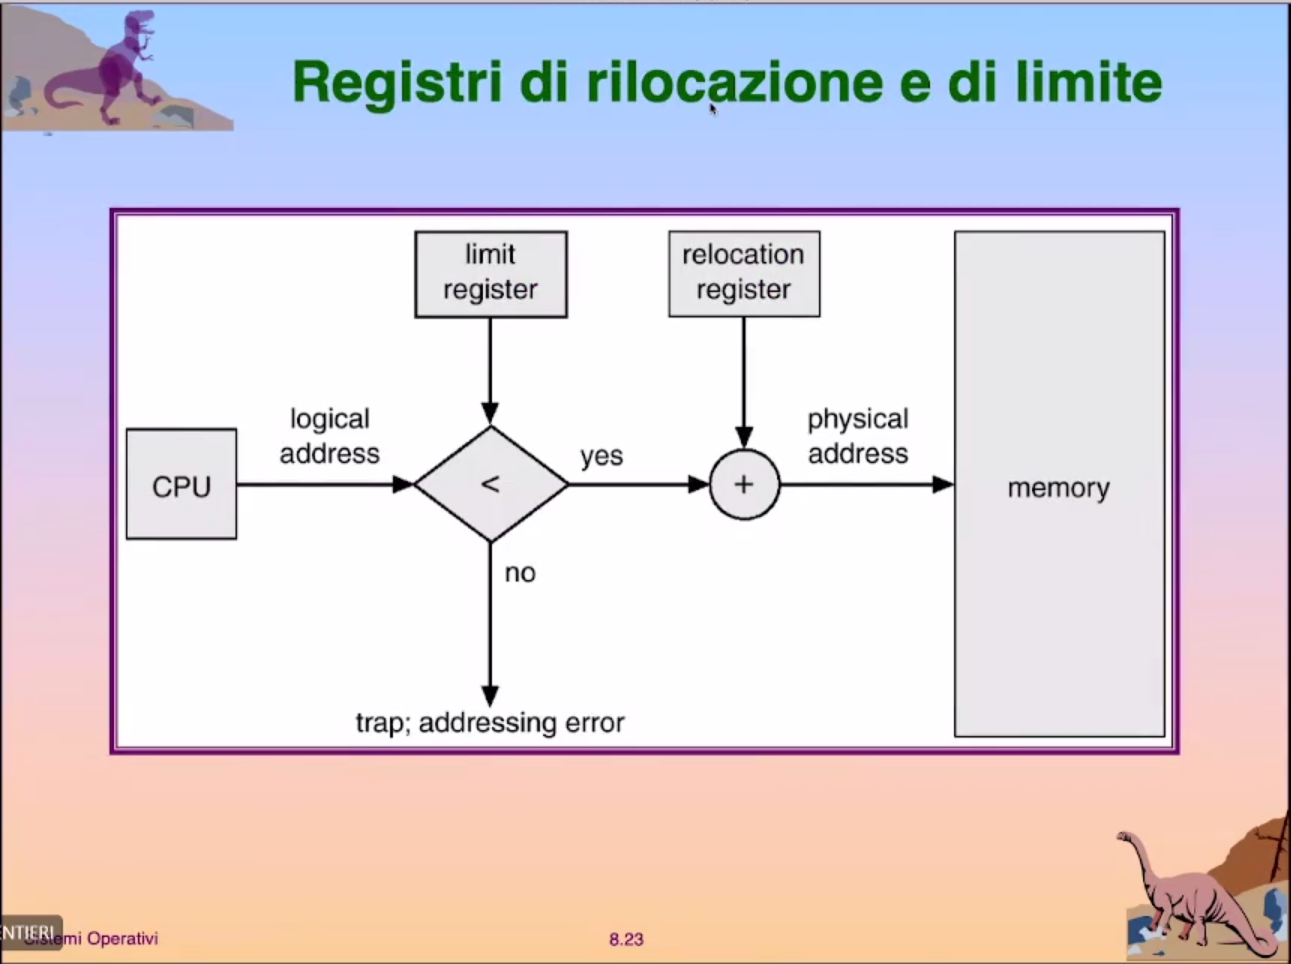 Registri di rilocazione e di limite
limit
register
relocation
register
logical
address
CPU
<
yes
+
physical
address
memory
no
trap; addressing error
NTIERI
Sistemi Operativi
8.23